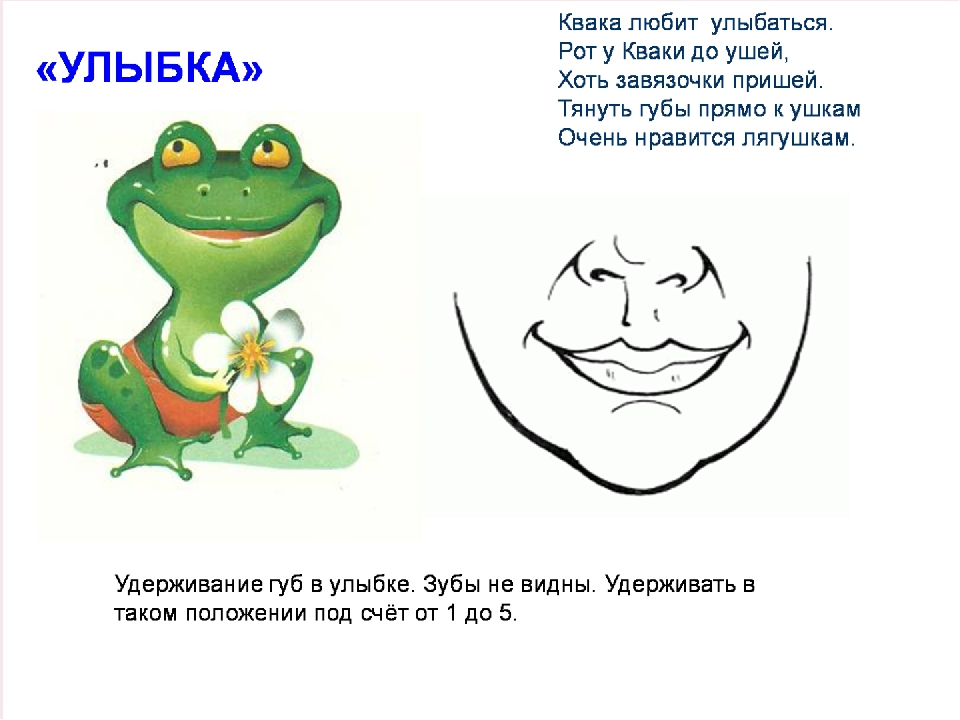 «УЛЫБКА»
Квака любит улыбаться.
Рот у Кваки до ушей,
Хоть завязочки пришей.
Тянуть губы прямо к ушкам
Очень нравится лягушкам.
Удерживание губ в улыбке. Зубы не видны. Удерживать в
таком положении под счёт от 1 до 5.